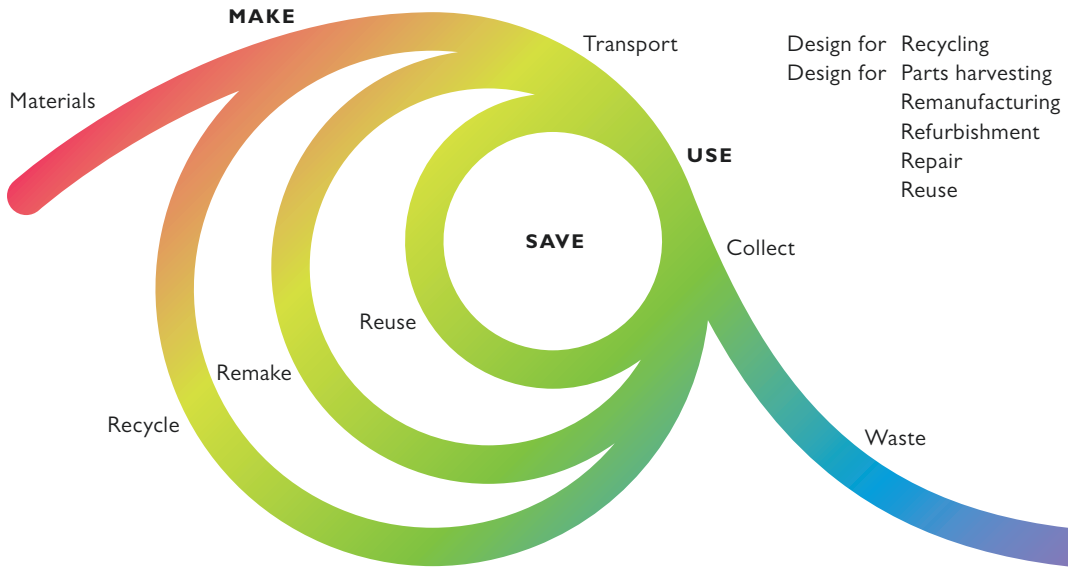 MAKE
Transport
Materials
USE
SAVE
Collect
Reuse
Remake
Recycle
Waste
Design for Recycling
Design for Parts harvesting
Remanufacturing
Refurbishment
Repair
Reuse